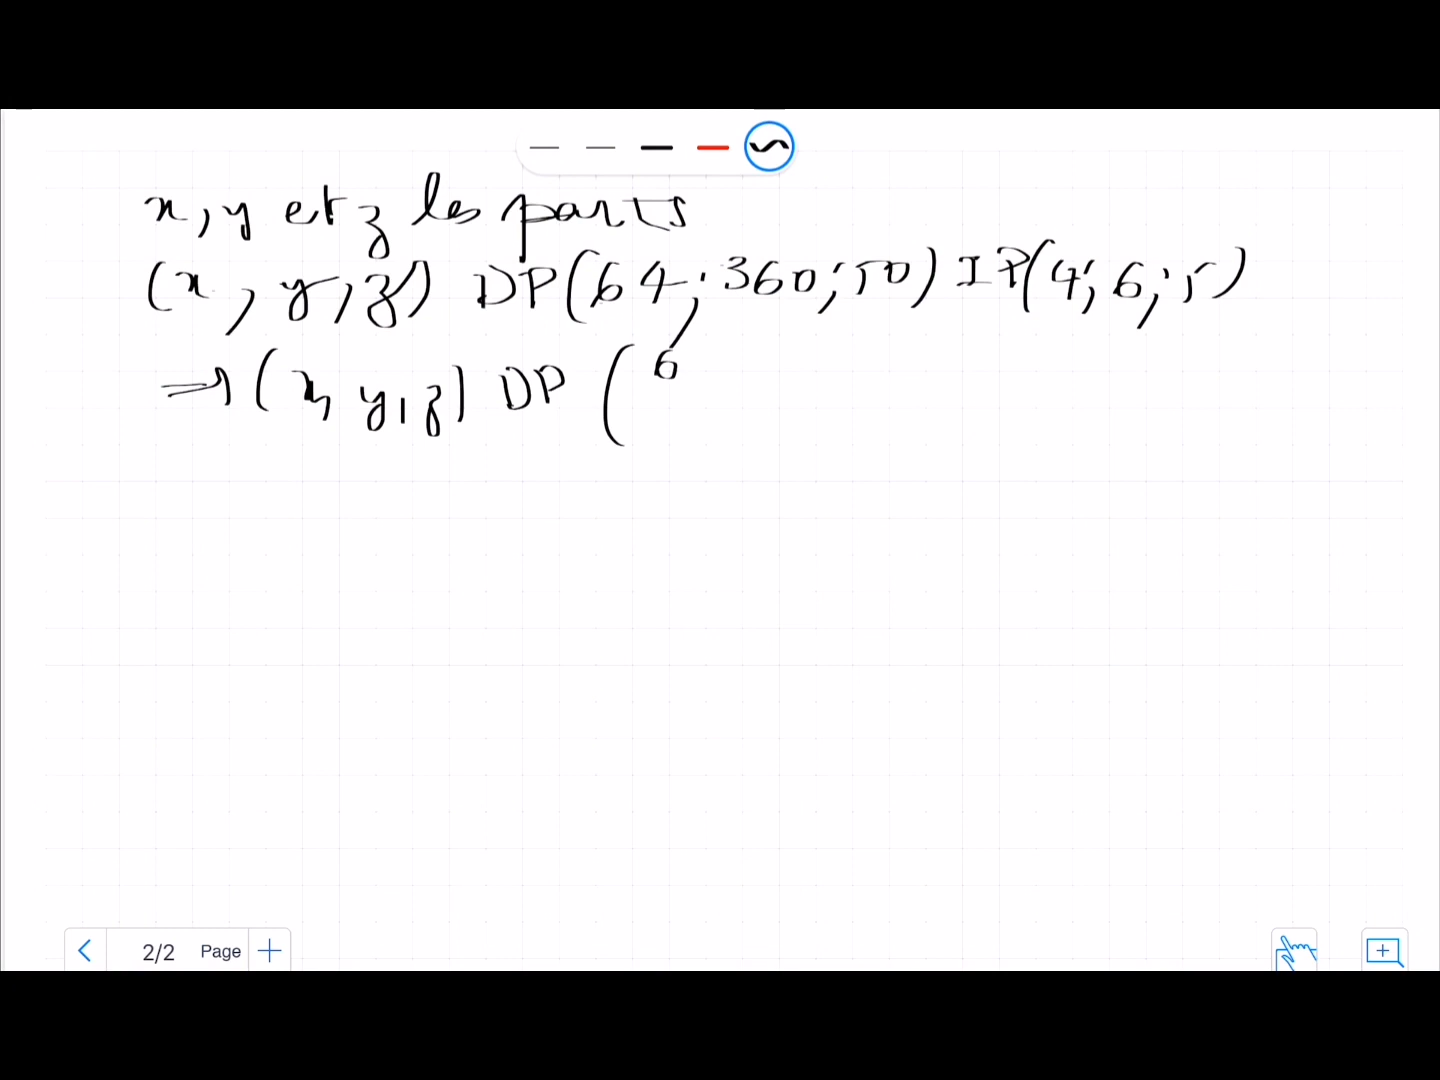 x, y et z les parts
(x, y, z) DP(64; 360; 50) IP(4; 6; 5)
⇒ (x, y, z) DP ( 6
2/2 Page